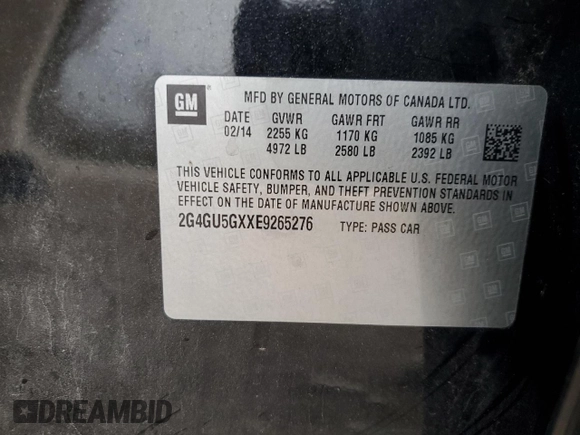 GM
MFD BY GENERAL MOTORS OF CANADA LTD.
DATE GVWR GAWR FRT GAWR RR
02/14 2255 KG 1170 KG 1085 KG
4972 LB 2580 LB 2392 LB
THIS VEHICLE CONFORMS TO ALL APPLICABLE U.S. FEDERAL MOTOR
VEHICLE SAFETY, BUMPER, AND THEFT PREVENTION STANDARDS IN
EFFECT ON THE DATE OF MANUFACTURE SHOWN ABOVE.
2G4GU5GXXE9265276 TYPE: PASS CAR
DREAMBID